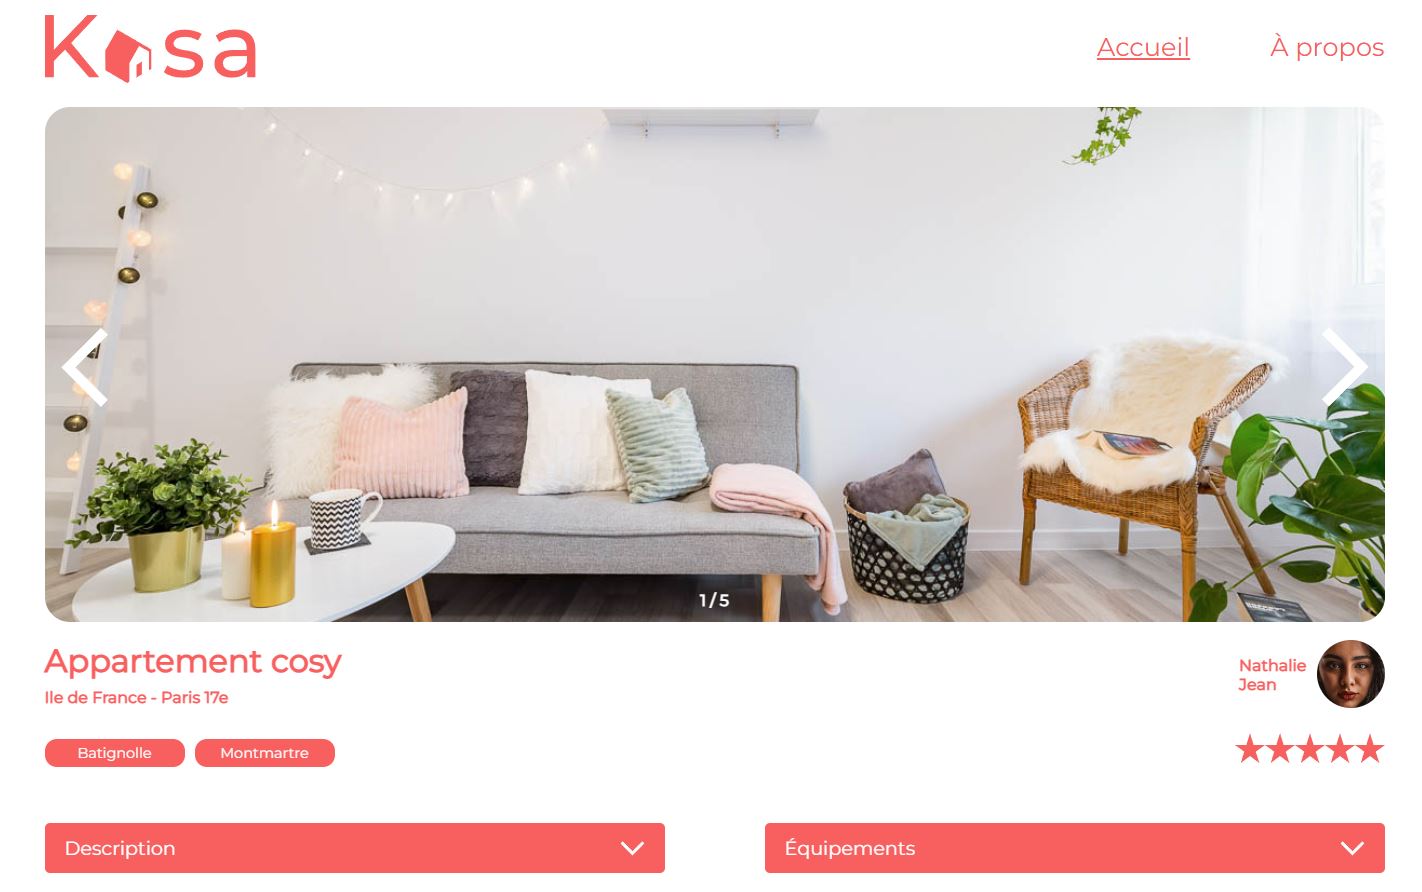 Kasa
Accueil
À propos
1/5
Appartement cosy
Ile de France - Paris 17e
Nathalie
Jean
Batignolle
Montmartre
Description
Équipements